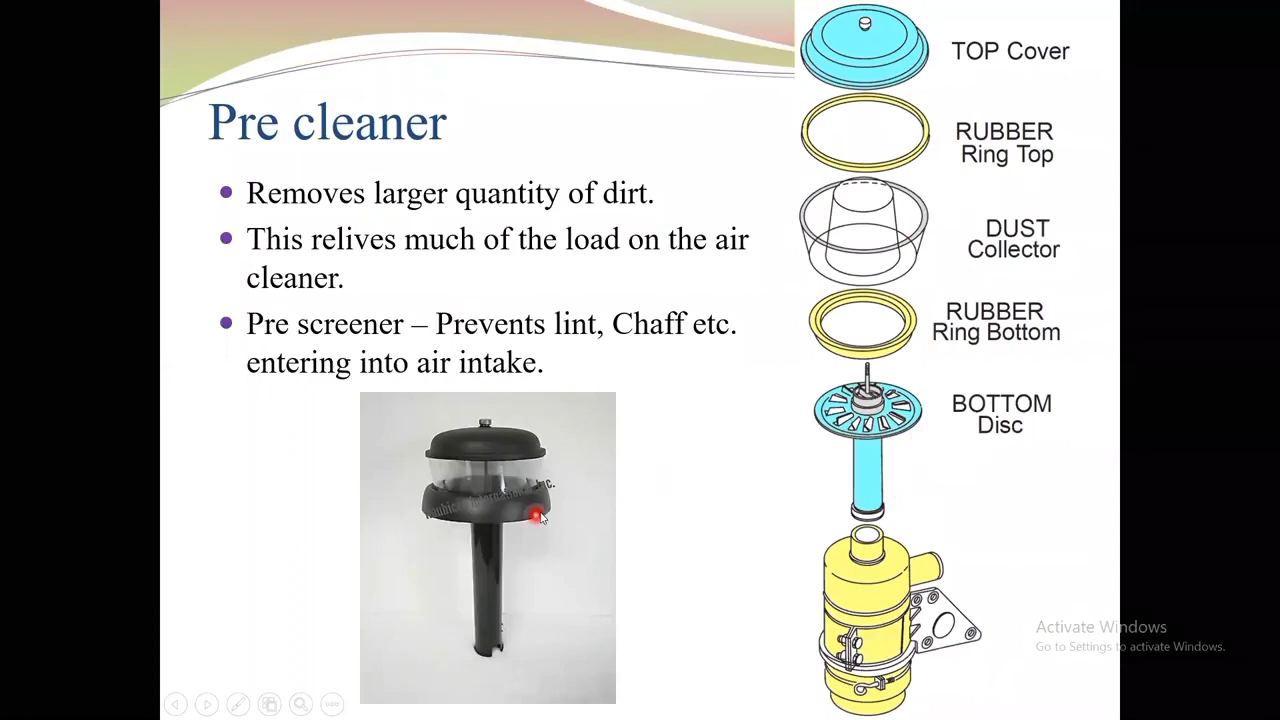 Pre cleaner
Removes larger quantity of dirt.
This relives much of the load on the air
cleaner.
Pre screener – Prevents lint, Chaff etc.
entering into air intake.
TOP Cover
RUBBER
Ring Top
DUST
Collector
RUBBER
Ring Bottom
BOTTOM
Disc
Activate Windows
Go to Settings to activate Windows.